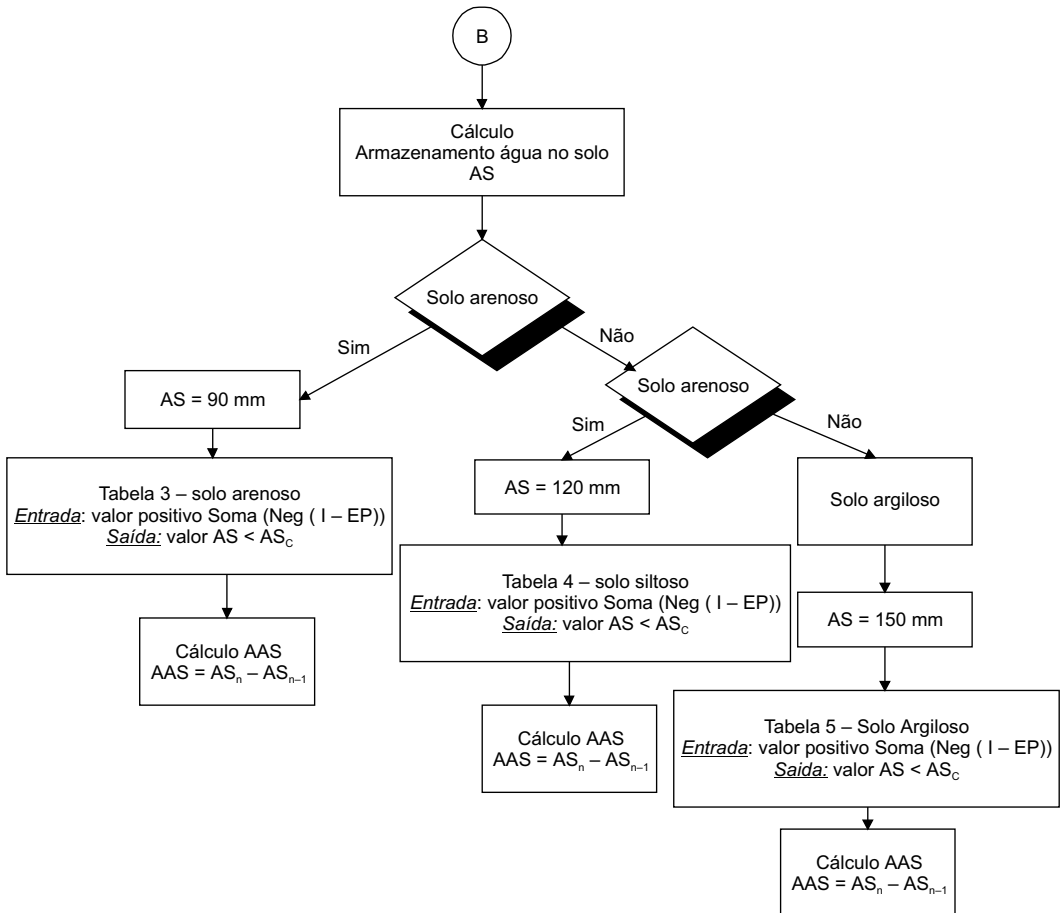 B
Cálculo
Armazenamento água no solo
AS
Solo arenoso
Sim
Não
Solo arenoso
AS = 90 mm
Sim
Não
Tabela 3 – solo arenoso
Entrada: valor positivo Soma (Neg ( I – EP))
Saída: valor AS < ASC
AS = 120 mm
Solo argiloso
Tabela 4 – solo siltoso
Entrada: valor positivo Soma (Neg ( I – EP))
Saída: valor AS < ASC
AS = 150 mm
Cálculo AAS
AAS = ASn – ASn–1
Tabela 5 – Solo Argiloso
Entrada: valor positivo Soma (Neg ( I – EP))
Saida: valor AS < ASC
Cálculo AAS
AAS = ASn – ASn–1
Cálculo AAS
AAS = ASn – ASn–1